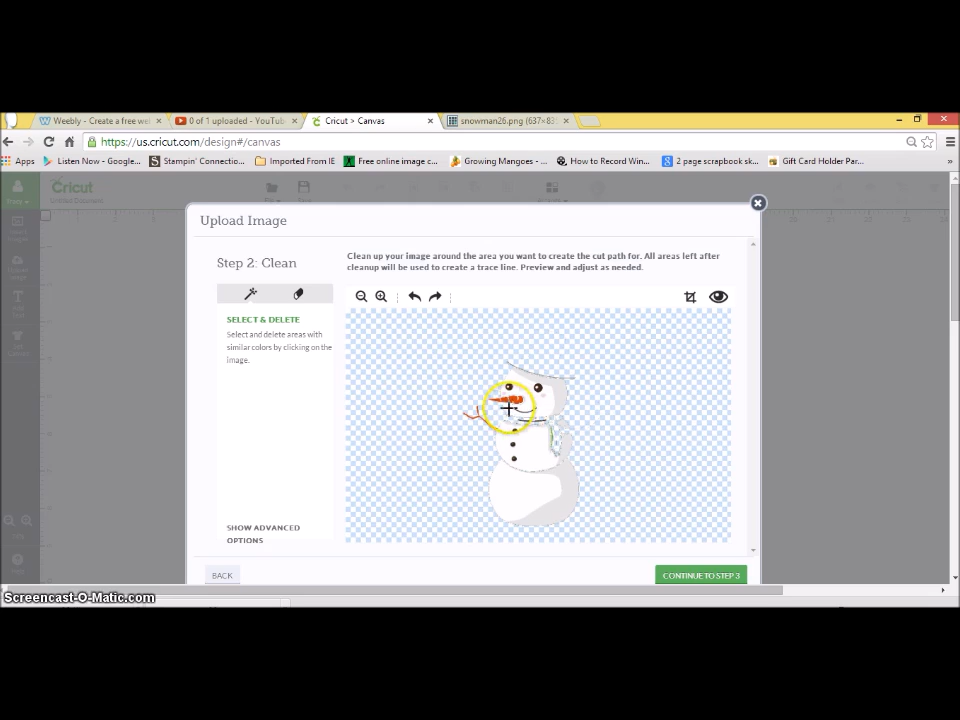 Weebly - Create a free we
0 of 1 uploaded - YouTube
Cricut > Canvas
snowman26.png (637×83
https://us.cricut.com/design#/canvas
Apps
Listen Now - Google...
Stampin' Connectio...
Imported From IE
Free online image c...
Growing Mangoes - ...
How to Record Win...
2 page scrapbook sk...
Gift Card Holder Par...
Cricut
Upload Image
Step 2: Clean
Clean up your image around the area you want to create the cut path for. All areas left after
cleanup will be used to create a trace line. Preview and adjust as needed.
SELECT & DELETE
Select and delete areas with
similar colors by clicking on the
image.
SHOW ADVANCED
OPTIONS
BACK
CONTINUE TO STEP 3
Screencast-O-Matic.com